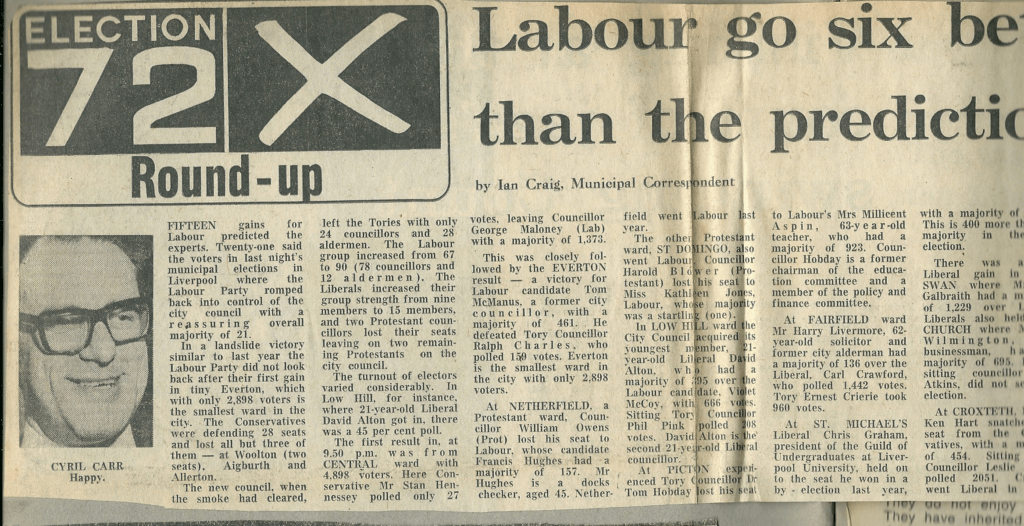 ELECTION
72 X
Round-up
Labour go six be
than the predictio
by Ian Craig, Municipal Correspondent
CYRIL CARR
Happy.
FIFTEEN gains for
Labour predicted the
experts. Twenty-one said
the voters in last night's
municipal elections in
Liverpool where the
Labour Party romped
back into control of the
city council with a
reassuring overall
majority of 21.
In a landslide victory
similar to last year the
Labour Party did not look
back after their first gain
in tiny Everton, which
with only 2,898 voters is
the smallest ward in the
city. The Conservatives
were defending 28 seats
and lost all but three of
them — at Woolton (two
seats), Aigburth and
Allerton.
The new council, when
the smoke had cleared,
left the Tories with only
24 councillors and 28
aldermen. The Labour
group increased from 67
to 90 (78 councillors and
12 aldermen). The
Liberals increased their
group strength from nine
members to 15 members,
and two Protestant coun-
cillors lost their seats
leaving on two remain-
ing Protestants on the
city council.
The turnout of electors
varied considerably. In
Low Hill, for instance,
where 21-year-old Liberal
David Alton got in, there
was a 45 per cent poll.
The first result in, at
9.50 p.m. was from
CENTRAL ward with
4,898 voters. Here Con-
servative Mr Stan Hen-
nessey polled only 27
votes, leaving Councillor
George Maloney (Lab)
with a majority of 1,373.
This was closely fol-
lowed by the EVERTON
result — a victory for
Labour candidate Tom
McManus, a former city
councillor, with a
majority of 461. He
defeated Tory Councillor
Ralph Charles, who
polled 159 votes. Everton
is the smallest ward in
the city with only 2,898
voters.
At NETHERFIELD, a
Protestant ward, Coun-
cillor William Owens
(Prot) lost his seat to
Labour, whose candidate
Francis Hughes had a
majority of 157. Mr
Hughes is a docks
checker, aged 45. Nether-
field went Labour last
year.
The other Protestant
ward, ST DOMINGO, also
went Labour Councillor
Harold Blower (Pro-
testant) lost his seat to
Miss Kathleen Jones,
Labour, whose majority
was a startling (one).
In LOW HILL ward the
City Council acquired its
youngest member, 21-
year-old Liberal David
Alton, who had a
majority of 395 over the
Labour candidate, Violet
McCoy, with 666 votes.
Sitting Tory Councillor
Phil Pink polled 208
votes. David Alton is the
second 21-year-old Liberal
councillor.
At PICTON experi-
enced Tory Councillor Dr
Tom Hobday lost his seat
to Labour's Mrs Millicent
Aspin, 63-year-old
teacher, who had a
majority of 923. Coun-
cillor Hobday is a former
chairman of the educa-
tion committee and a
member of the policy and
finance committee.
At FAIRFIELD ward
Mr Harry Livermore, 62-
year-old solicitor and
former city alderman had
a majority of 136 over the
Liberal, Carl Crawford,
who polled 1,442 votes.
Tory Ernest Crierie took
960 votes.
At ST. MICHAEL'S
Liberal Chris Graham,
president of the Guild of
Undergraduates at Liver-
pool University, held on
to the seat he won in a
by-election last year,
with a majority of
This is 400 more th
majority in the
election.
There was a
Liberal gain in
SWAN where M
Galbraith had a m
of 1,229 over
Liberals also held
CHURCH where M
Wilmington,
businessman, ha
majority of 695.
sitting councillor
Atkins, did not s
election.
At CROXTETH,
Ken Hart snatch
seat from the
vatives, with a m
of 454. Sitting
Councillor Leslie
polled 2051. C
went Liberal in
They do not enjoy
They have inherited